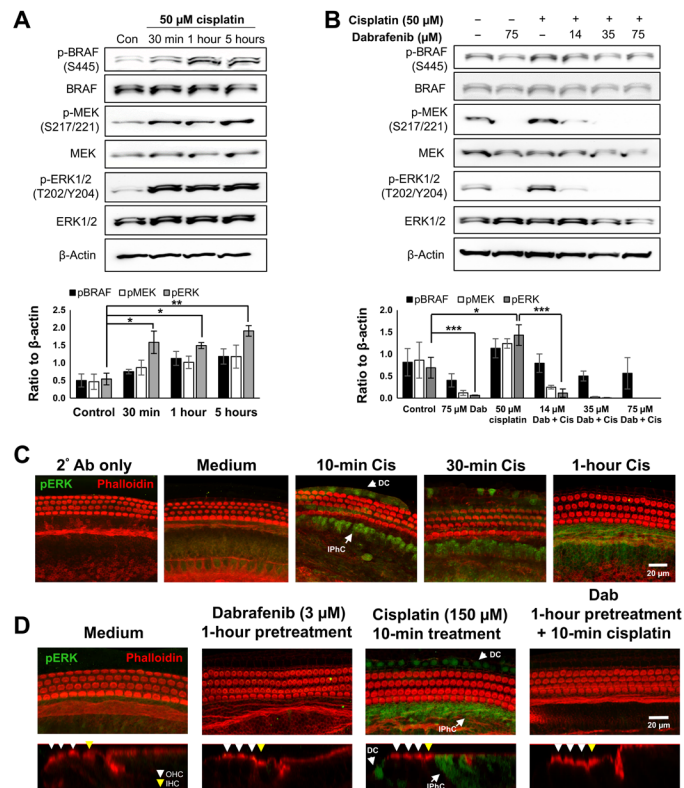 A
50 µM cisplatin
Con 30 min 1 hour 5 hours
p-BRAF
(S445)
BRAF
p-MEK
(S217/221)
MEK
p-ERK1/2
(T202/Y204)
ERK1/2
β-Actin
pBRAF pMEK pERK
**
*
*
Ratio to β-actin
2.5
2.0
1.5
1.0
0.5
0.0
Control 30 min 1 hour 5 hours
B
Cisplatin (50 µM) – – + + + +
Dabrafenib (µM) – 75 – 14 35 75
p-BRAF
(S445)
BRAF
p-MEK
(S217/221)
MEK
p-ERK1/2
(T202/Y204)
ERK1/2
β-Actin
pBRAF pMEK pERK
* ***
***
Ratio to β-actin
2.0
1.5
1.0
0.5
0.0
Control 75 µM Dab 50 µM cisplatin 14 µM Dab + Cis 35 µM Dab + Cis 75 µM Dab + Cis
C
2° Ab only Medium 10-min Cis 30-min Cis 1-hour Cis
pERK Phalloidin
DC
IPhC
20 µm
D
Medium
Dabrafenib (3 µM)
1-hour pretreatment
Cisplatin (150 µM)
10-min treatment
Dab
1-hour pretreatment
+ 10-min cisplatin
pERK Phalloidin
DC
IPhC
20 µm
OHC
IHC
DC
IPhC